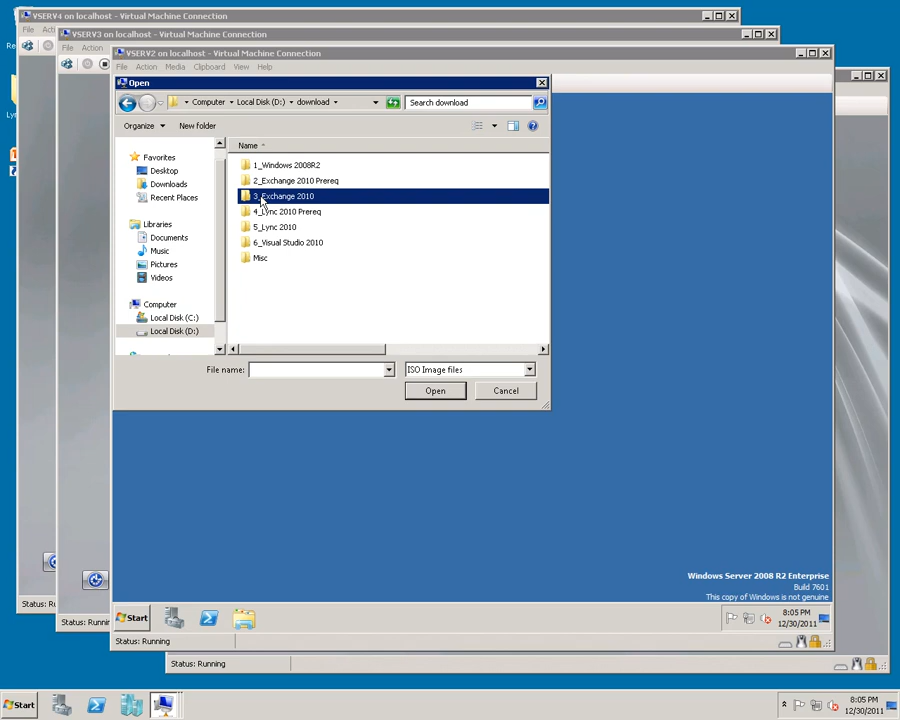 VSERV4 on localhost - Virtual Machine Connection
File
VSERV3 on localhost - Virtual Machine Connection
File Action
VSERV2 on localhost - Virtual Machine Connection
File Action Media Clipboard View Help
Open
Computer Local Disk (D:) download
Search download
Organize New folder
Name
Favorites
Desktop
Downloads
Recent Places
Libraries
Documents
Music
Pictures
Videos
Computer
Local Disk (C:)
Local Disk (D:)
1_Windows 2008R2
2_Exchange 2010 Prereq
3_Exchange 2010
4_Lync 2010 Prereq
5_Lync 2010
6_Visual Studio 2010
Misc
File name:
ISO Image files
Open Cancel
Windows Server 2008 R2 Enterprise
Build 7601
This copy of Windows is not genuine
Start
8:05 PM
12/30/2011
Status: Running
Status: Running
Start
8:05 PM
12/30/2011